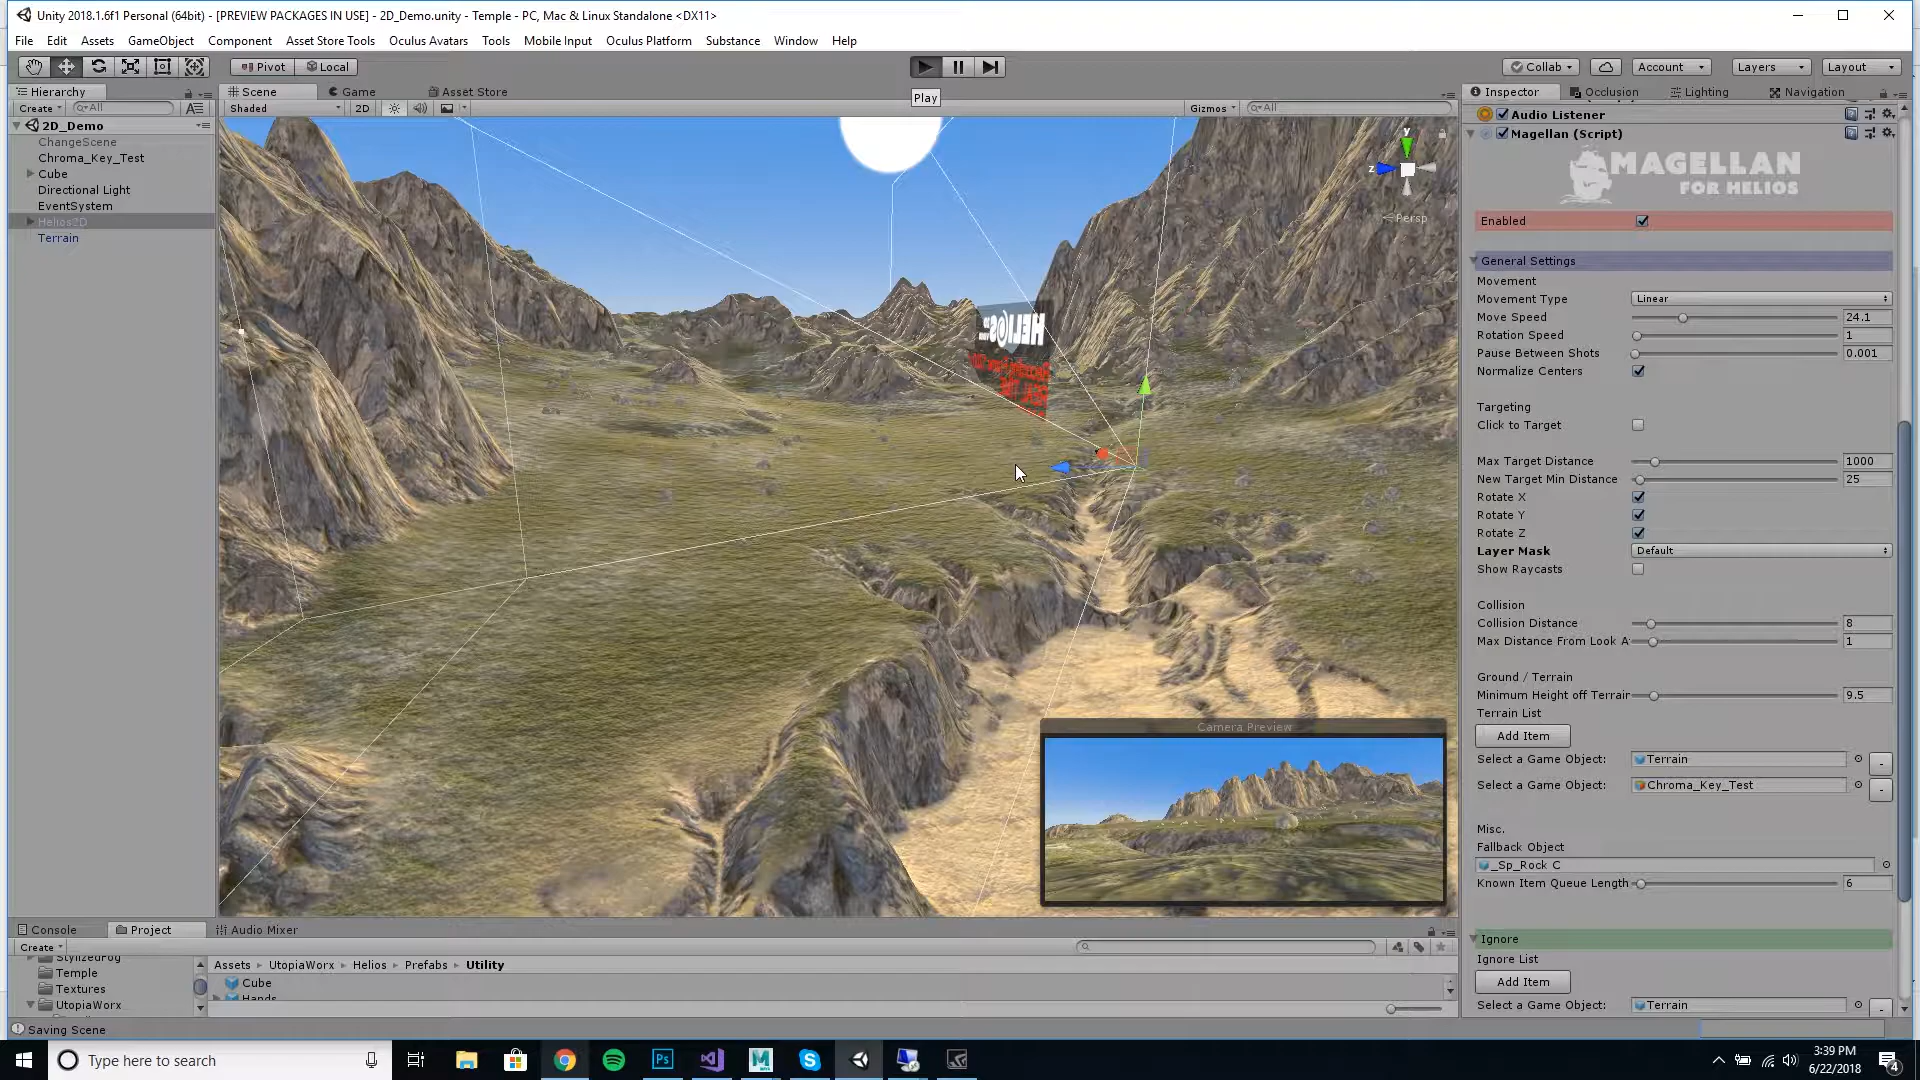 Unity 2018.1.6f1 Personal (64bit) - [PREVIEW PACKAGES IN USE] - 2D_Demo.unity - Temple - PC, Mac & Linux Standalone <DX11>
File Edit Assets GameObject Component Asset Store Tools Oculus Avatars Tools Mobile Input Oculus Platform Substance Window Help
Pivot Local Collab Account Layers Layout
Play
Hierarchy
Create All
2D_Demo
ChangeScene
Chroma_Key_Test
Cube
Directional Light
EventSystem
Helios2D
Terrain
Scene Game Asset Store
Shaded 2D Gizmos All
y
z
Persp
HELIOS
Camera Preview
Inspector Occlusion Lighting Navigation
Audio Listener
Magellan (Script)
MAGELLAN
FOR HELIOS
Enabled
General Settings
Movement
Movement Type Linear
Move Speed 24.1
Rotation Speed 1
Pause Between Shots 0.001
Normalize Centers
Targeting
Click to Target
Max Target Distance 1000
New Target Min Distance 25
Rotate X
Rotate Y
Rotate Z
Layer Mask Default
Show Raycasts
Collision
Collision Distance 8
Max Distance From Look A 1
Ground / Terrain
Minimum Height off Terrain 9.5
Terrain List
Add Item
Select a Game Object: Terrain -
Select a Game Object: Chroma_Key_Test -
Misc.
Fallback Object
_Sp_Rock C
Known Item Queue Length 6
Ignore
Ignore List
Add Item
Select a Game Object: Terrain -
Console Project Audio Mixer
Create
StylizedFog
Temple
Textures
UtopiaWorx
Assets UtopiaWorx Helios Prefabs Utility
Cube
Hands
Saving Scene
Type here to search
Ps
3:39 PM
6/22/2018
4